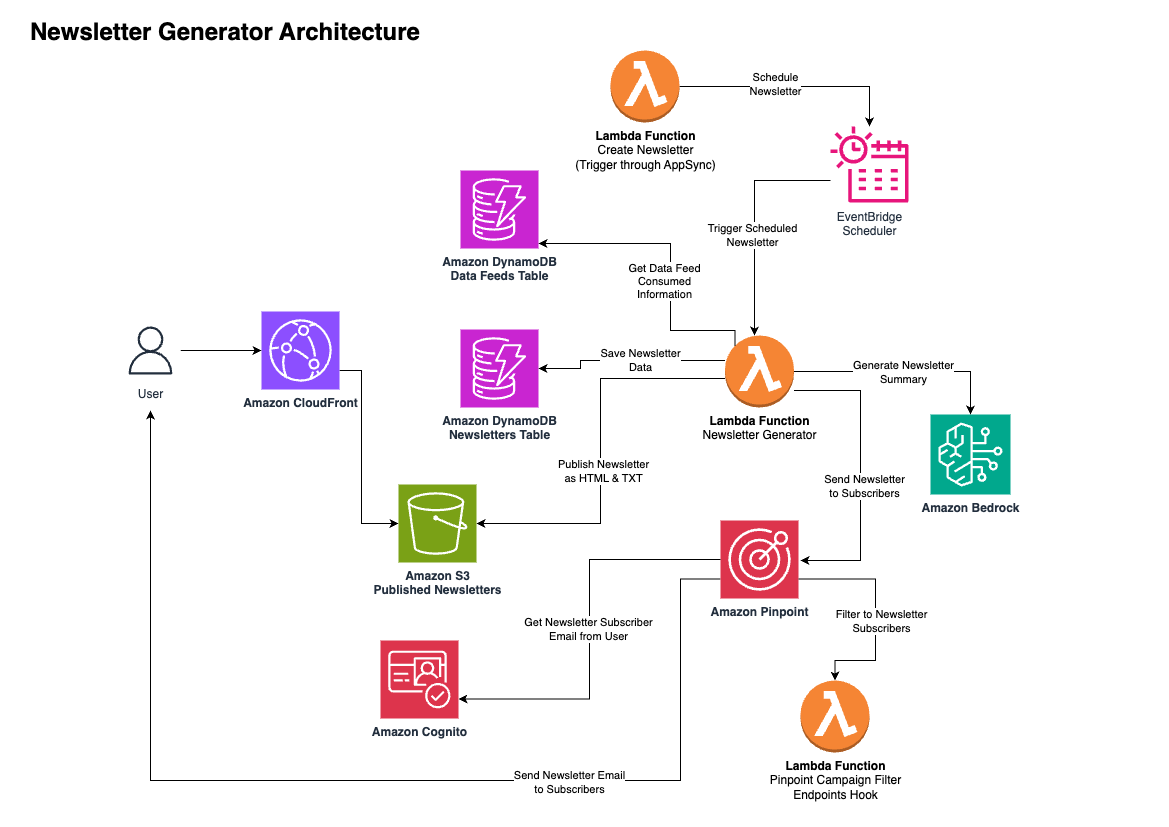 Newsletter Generator Architecture
Schedule
Newsletter
Lambda Function
Create Newsletter
(Trigger through AppSync)
EventBridge
Scheduler
Trigger Scheduled
Newsletter
Amazon DynamoDB
Data Feeds Table
Get Data Feed
Consumed
Information
Save Newsletter
Data
Generate Newsletter
Summary
User
Amazon CloudFront
Amazon DynamoDB
Newsletters Table
Lambda Function
Newsletter Generator
Publish Newsletter
as HTML & TXT
Send Newsletter
to Subscribers
Amazon Bedrock
Amazon S3
Published Newsletters
Amazon Pinpoint
Get Newsletter Subscriber
Email from User
Filter to Newsletter
Subscribers
Amazon Cognito
Lambda Function
Pinpoint Campaign Filter
Endpoints Hook
Send Newsletter Email
to Subscribers